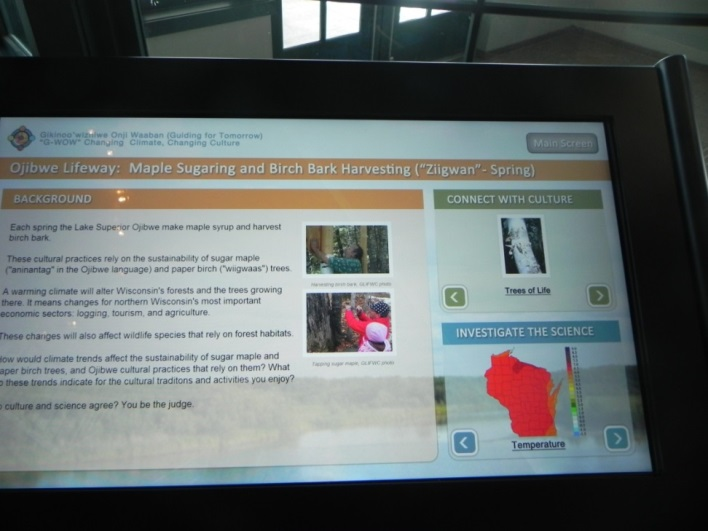 Gikinoo'wizhiwe Onji Waaban (Guiding for Tomorrow)
"G-WOW" Changing Climate, Changing Culture
Main Screen
Ojibwe Lifeway: Maple Sugaring and Birch Bark Harvesting ("Ziigwan"- Spring)
BACKGROUND
Each spring the Lake Superior Ojibwe make maple syrup and harvest
birch bark.
These cultural practices rely on the sustainability of sugar maple
("aninantag" in the Ojibwe language) and paper birch ("wiigwaas") trees.
A warming climate will alter Wisconsin's forests and the trees growing
there. It means changes for northern Wisconsin's most important
economic sectors: logging, tourism, and agriculture.
These changes will also affect wildlife species that rely on forest habitats.
How would climate trends affect the sustainability of sugar maple and
aper birch trees, and Ojibwe cultural practices that rely on them? What
o these trends indicate for the cultural traditons and activities you enjoy?
culture and science agree? You be the judge.
Harvesting birch bark, GLIFWC photo
Tapping sugar maple, GLIFWC photo
CONNECT WITH CULTURE
Trees of Life
INVESTIGATE THE SCIENCE
Temperature